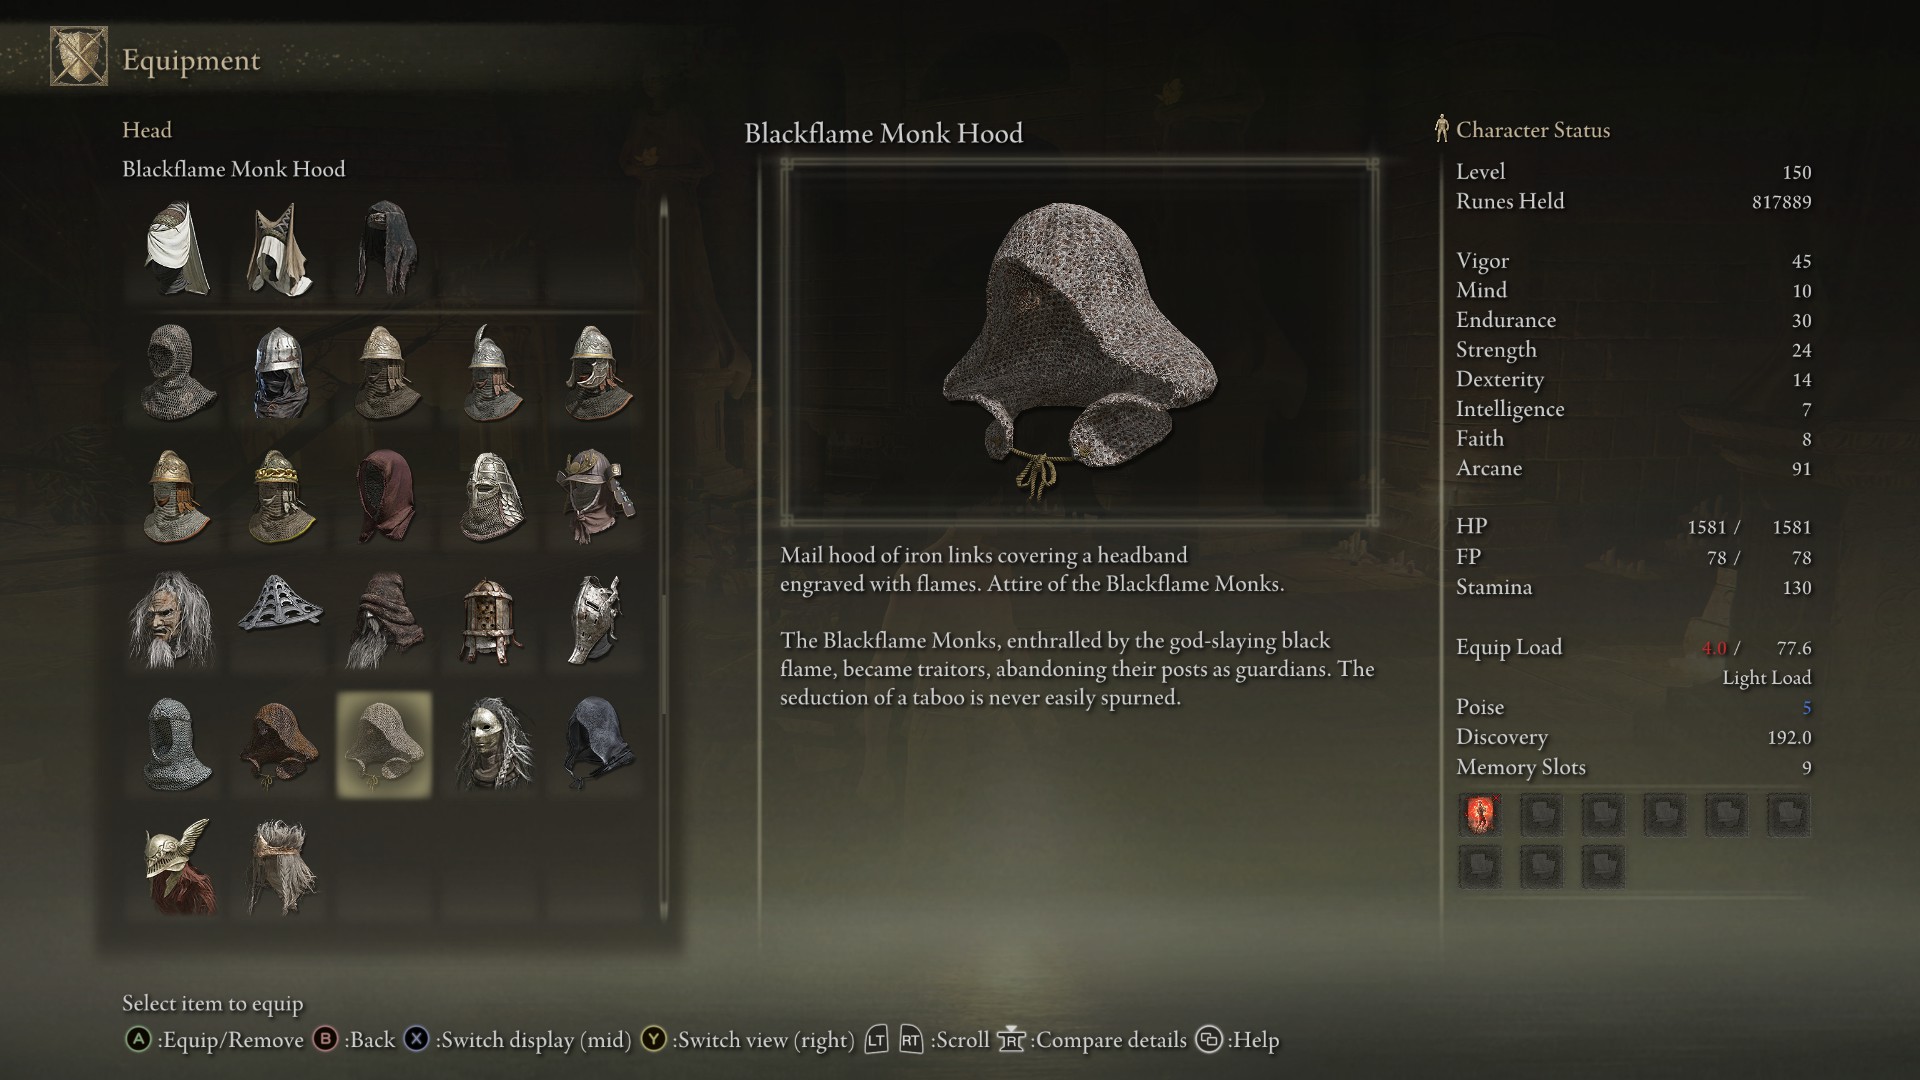 Equipment
Head
Blackflame Monk Hood
Blackflame Monk Hood
Mail hood of iron links covering a headband
engraved with flames. Attire of the Blackflame Monks.
The Blackflame Monks, enthralled by the god-slaying black
flame, became traitors, abandoning their posts as guardians. The
seduction of a taboo is never easily spurned.
Character Status
Level 150
Runes Held 817889
Vigor 45
Mind 10
Endurance 30
Strength 24
Dexterity 14
Intelligence 7
Faith 8
Arcane 91
HP 1581 / 1581
FP 78 / 78
Stamina 130
Equip Load 4.0 / 77.6
Light Load
Poise 5
Discovery 192.0
Memory Slots 9
Select item to equip
A :Equip/Remove B :Back X :Switch display (mid) Y :Switch view (right) LT RT :Scroll R :Compare details :Help